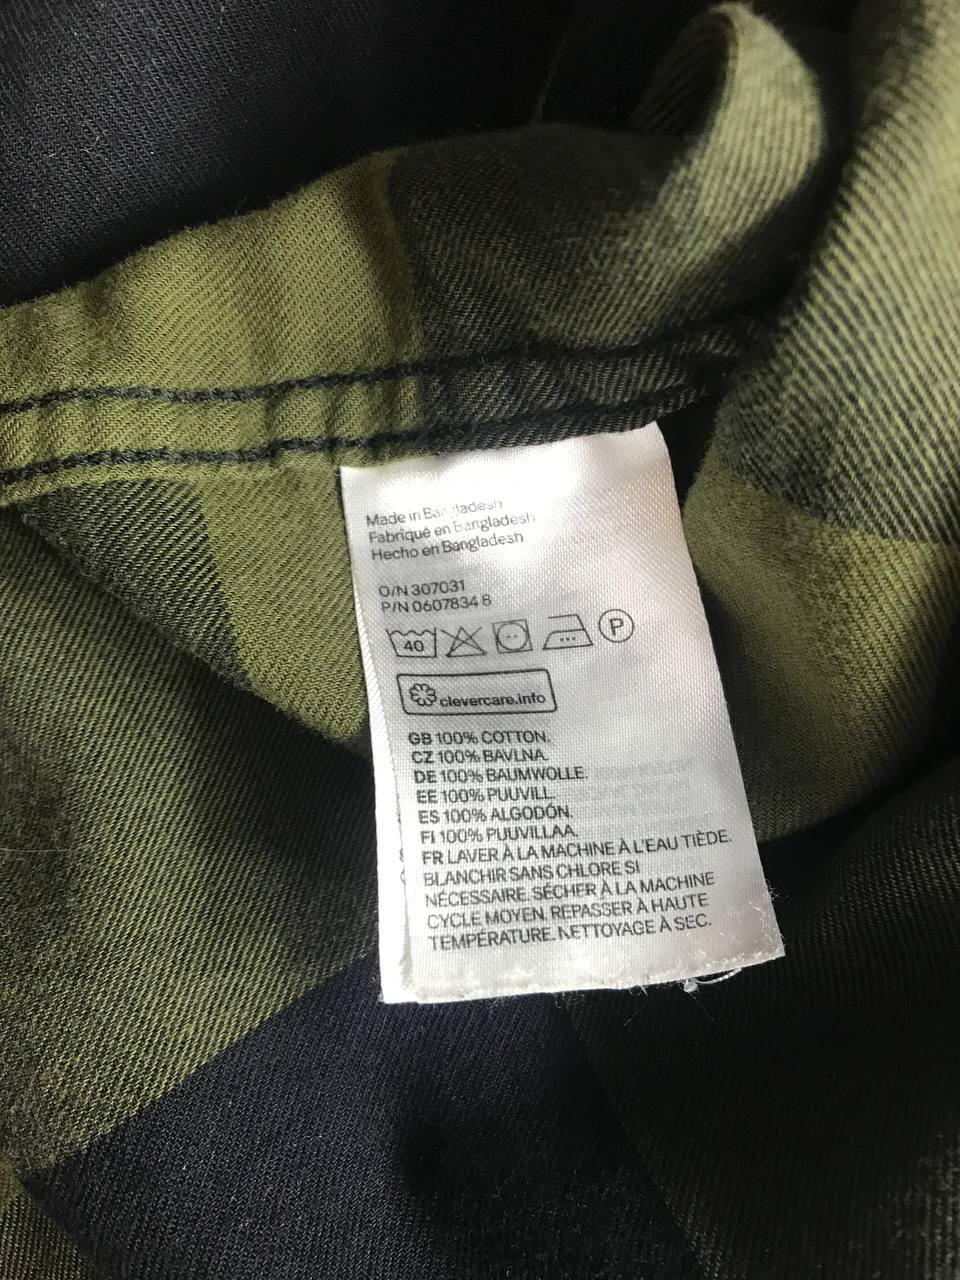 Made in Bangladesh
Fabriqué en Bangladesh
Hecho en Bangladesh
O/N 307031
P/N 0607834 8
40 P
clevercare.info
GB 100% COTTON.
CZ 100% BAVLNA.
DE 100% BAUMWOLLE.
EE 100% PUUVILL.
ES 100% ALGODÓN.
FI 100% PUUVILLAA.
FR LAVER À LA MACHINE À L'EAU TIÈDE.
BLANCHIR SANS CHLORE SI
NÉCESSAIRE. SÉCHER À LA MACHINE
CYCLE MOYEN. REPASSER À HAUTE
TEMPÉRATURE. NETTOYAGE À SEC.